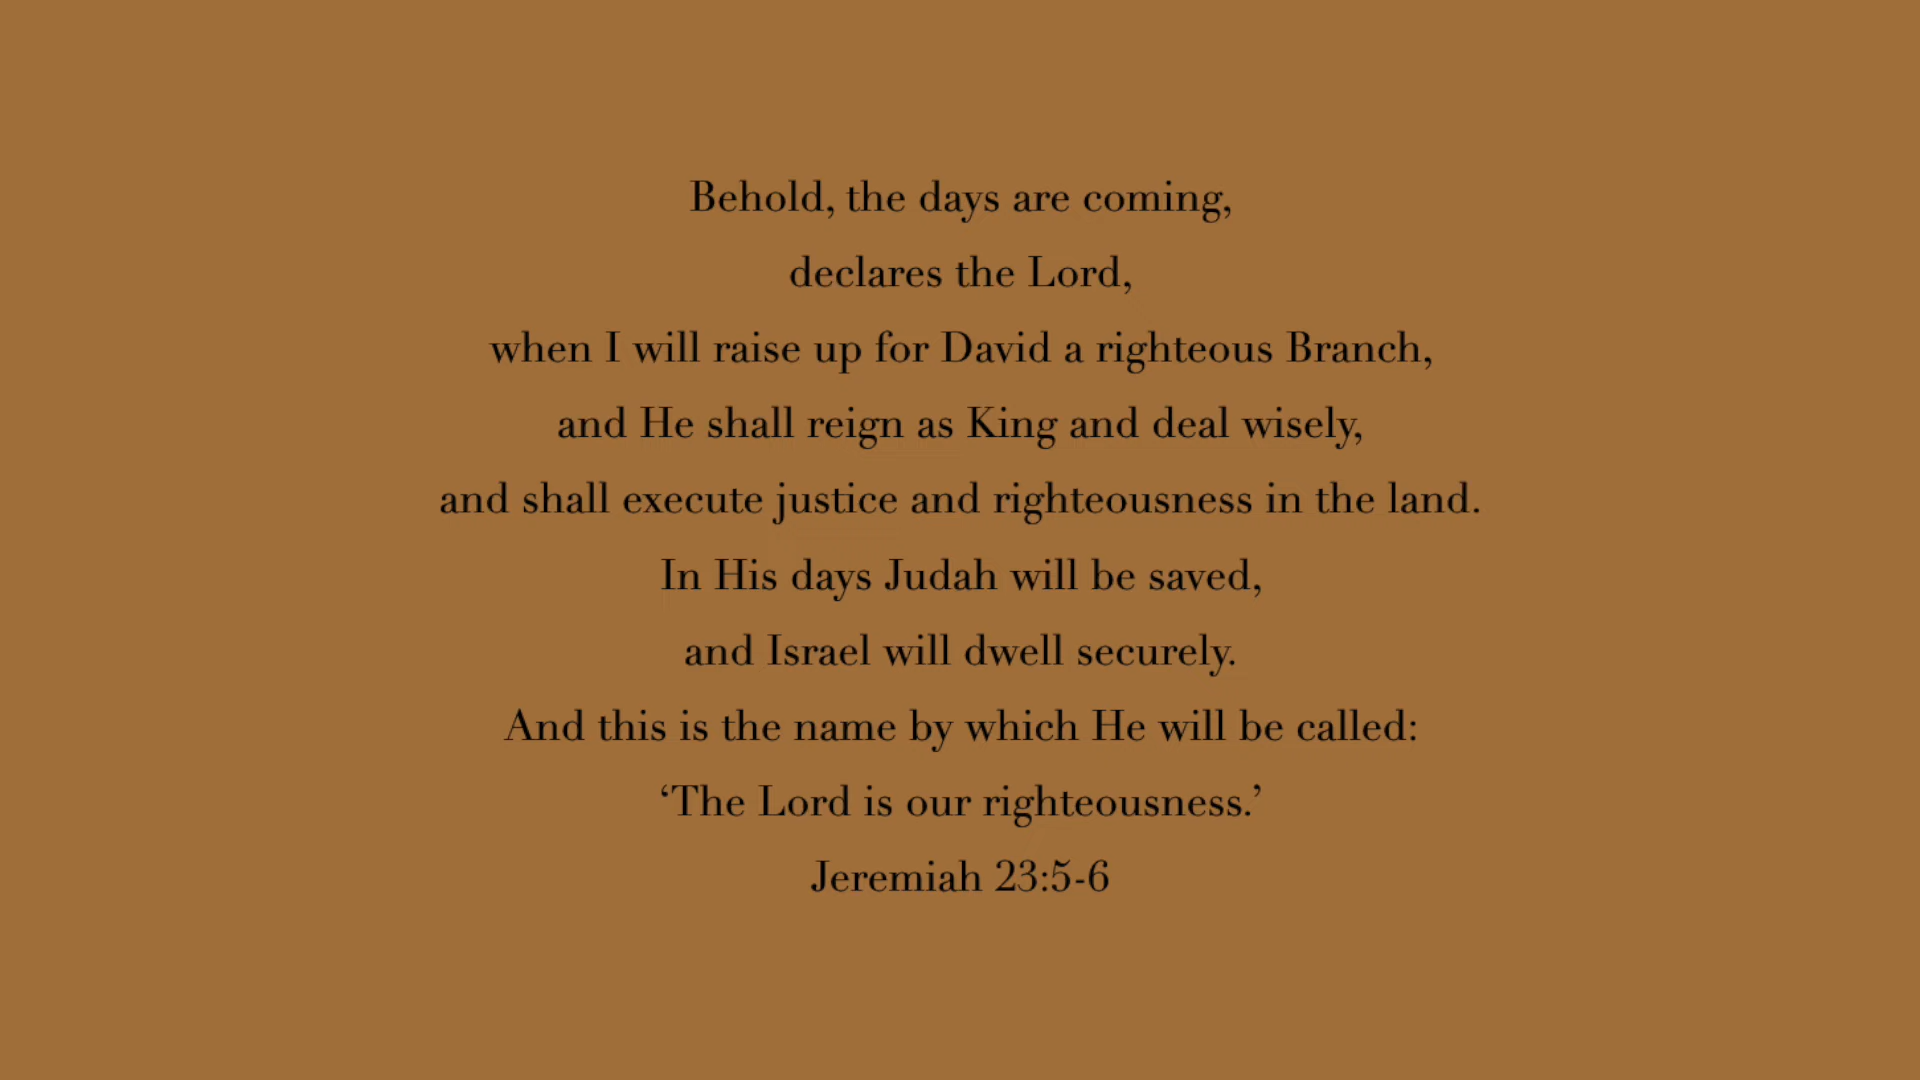 Behold, the days are coming,
declares the Lord,
when I will raise up for David a righteous Branch,
and He shall reign as King and deal wisely,
and shall execute justice and righteousness in the land.
In His days Judah will be saved,
and Israel will dwell securely.
And this is the name by which He will be called:
‘The Lord is our righteousness.’
Jeremiah 23:5-6